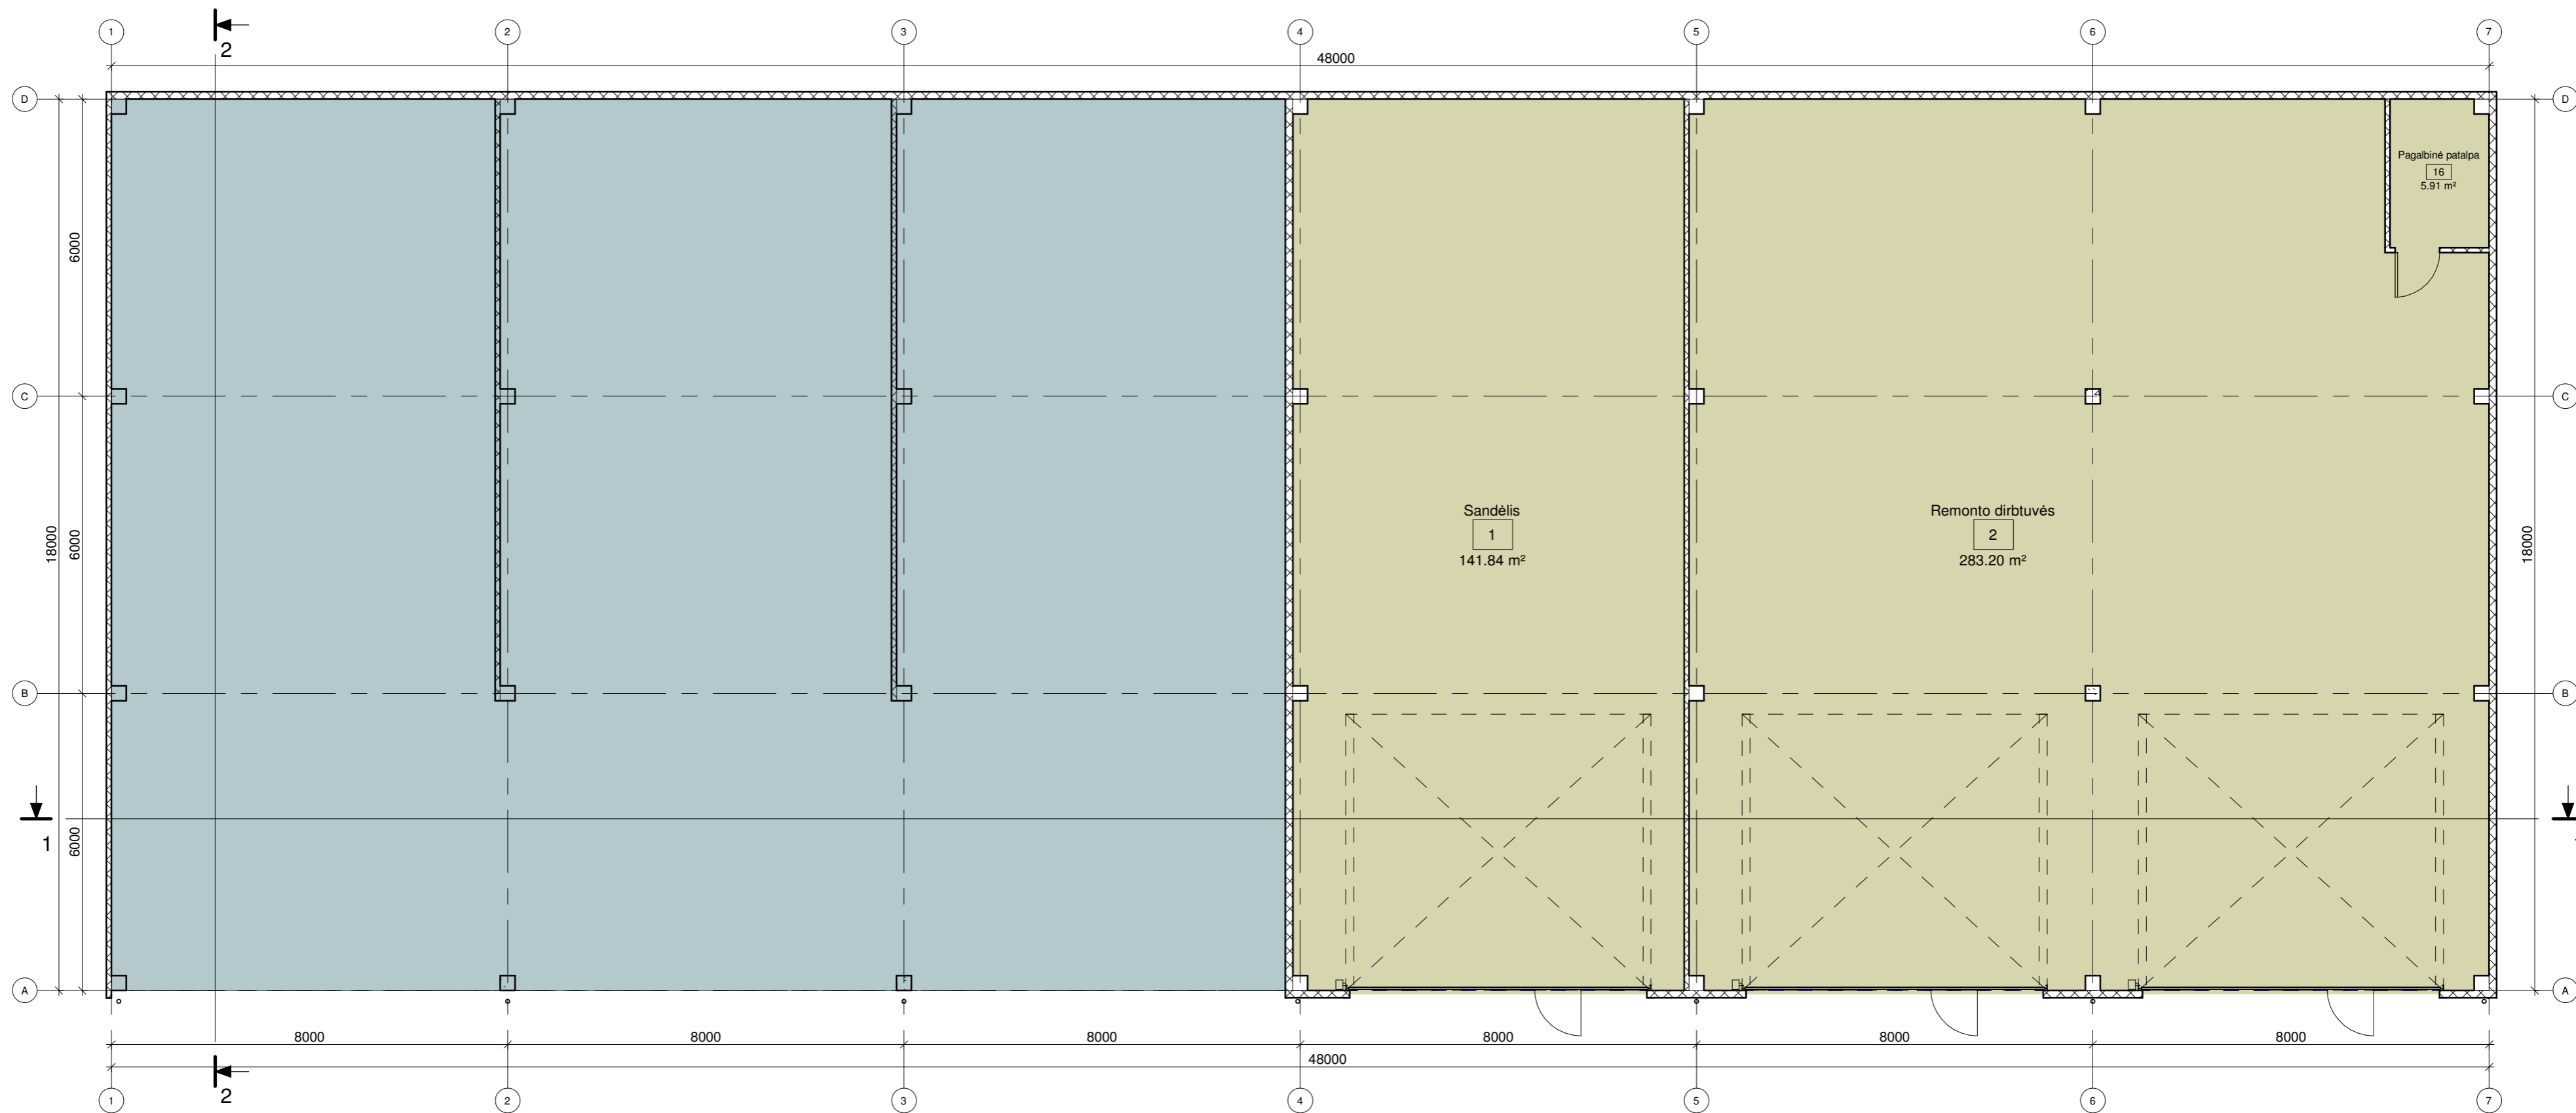 2
1 2 3 4 5 6 7
48000
D D
Pagalbinė patalpa
16
5.91 m²
6000
C C
Sandėlis
1
141.84 m²
Remonto dirbtuvės
2
283.20 m²
18000 6000 18000
B B
1
6000
A A
8000 8000 8000 8000 8000 8000
48000
2
1 2 3 4 5 6 7